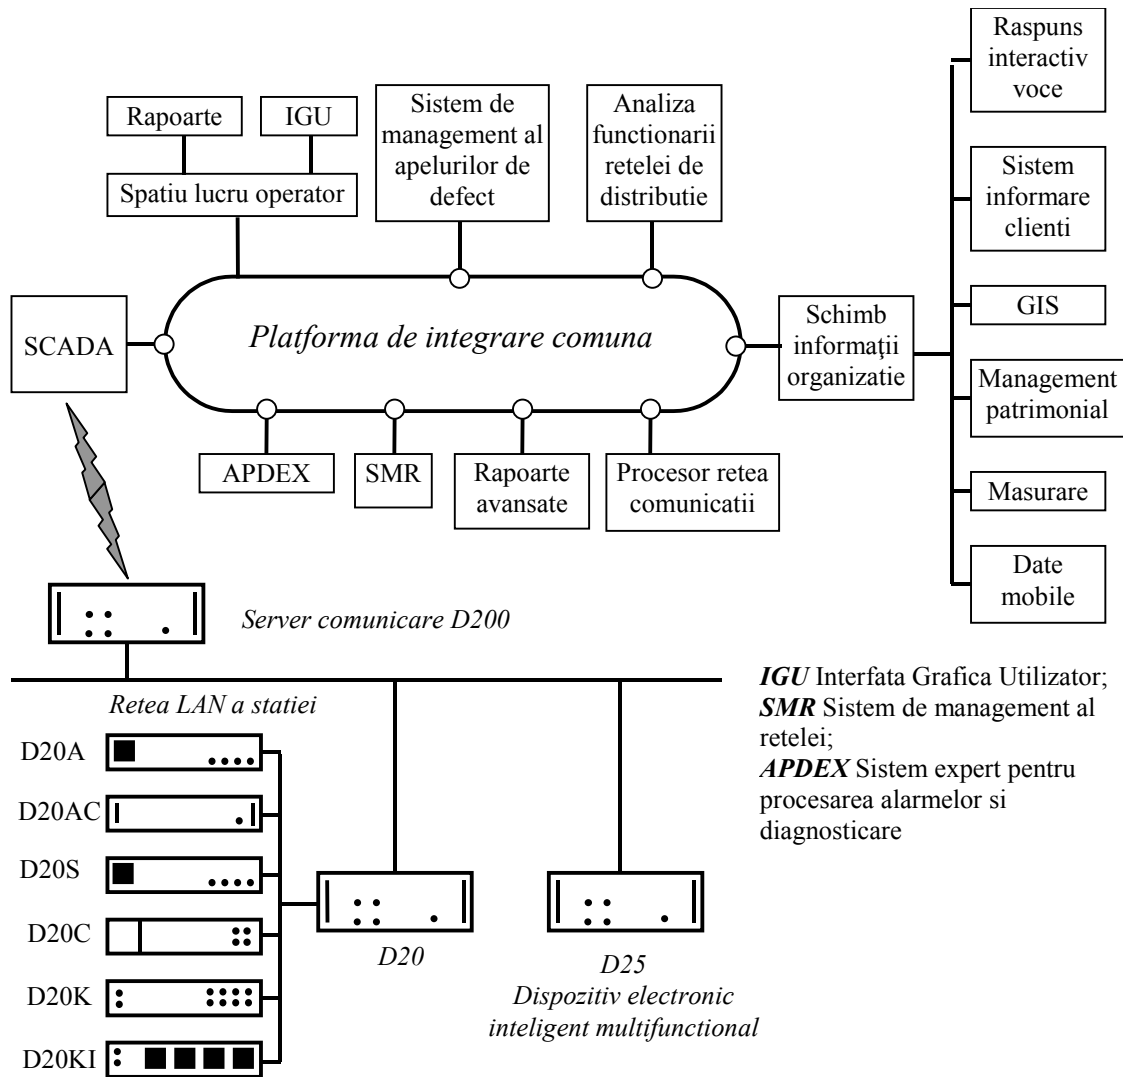 Rapoarte
IGU
Spatiu lucru operator
Sistem de
management al
apelurilor de
defect
Analiza
functionarii
retelei de
distributie
Raspuns
interactiv
voce
Sistem
informare
clienti
GIS
Management
patrimonial
Masurare
Date
mobile
SCADA
Platforma de integrare comuna
Schimb
informaţii
organizatie
APDEX
SMR
Rapoarte
avansate
Procesor retea
comunicatii
Server comunicare D200
Retea LAN a statiei
IGU Interfata Grafica Utilizator;
SMR Sistem de management al
retelei;
APDEX Sistem expert pentru
procesarea alarmelor si
diagnosticare
D20A
D20AC
D20S
D20C
D20K
D20KI
D20
D25
Dispozitiv electronic
inteligent multifunctional